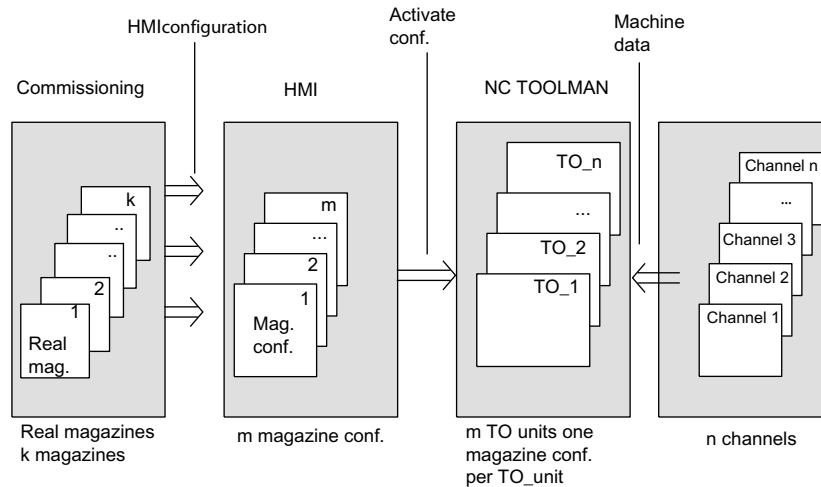 HMIconfiguration
Activate
conf.
Machine
data
Commissioning
HMI
NC TOOLMAN
k
..
..
2
1
Real
mag.
m
...
2
1
Mag.
conf.
TO_n
...
TO_2
TO_1
Channel n
...
Channel 3
Channel 2
Channel 1
Real magazines
k magazines
m magazine conf.
m TO units one
magazine conf.
per TO_unit
n channels